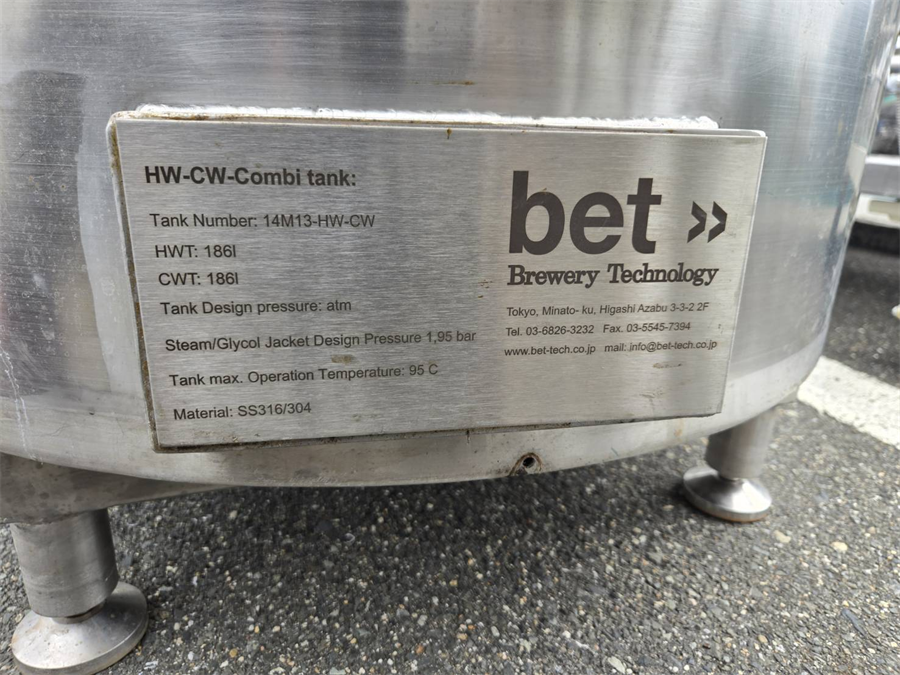 HW-CW-Combi tank:
Tank Number: 14M13-HW-CW
HWT: 186l
CWT: 186l
Tank Design pressure: atm
Steam/Glycol Jacket Design Pressure 1,95 bar
Tank max. Operation Temperature: 95 C
Material: SS316/304
bet >>
Brewery Technology
Tokyo, Minato- ku, Higashi Azabu 3-3-2 2F
Tel. 03-6826-3232 Fax. 03-5545-7394
www.bet-tech.co.jp mail: info@bet-tech.co.jp